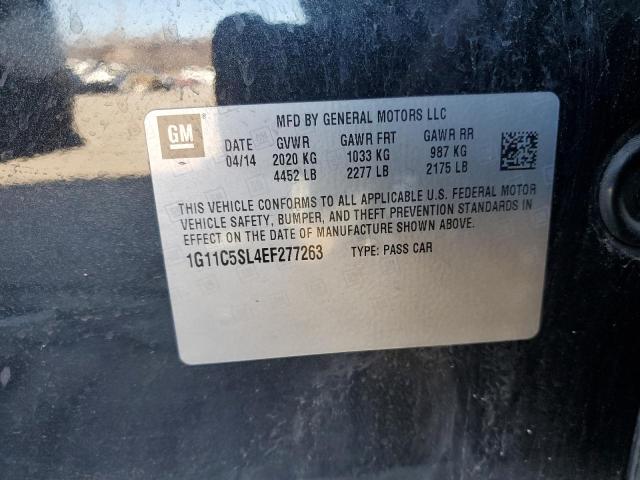 GM
MFD BY GENERAL MOTORS LLC
DATE GVWR GAWR FRT GAWR RR
04/14 2020 KG 1033 KG 987 KG
4452 LB 2277 LB 2175 LB
THIS VEHICLE CONFORMS TO ALL APPLICABLE U.S. FEDERAL MOTOR
VEHICLE SAFETY, BUMPER, AND THEFT PREVENTION STANDARDS IN
EFFECT ON THE DATE OF MANUFACTURE SHOWN ABOVE.
1G11C5SL4EF277263 TYPE: PASS CAR